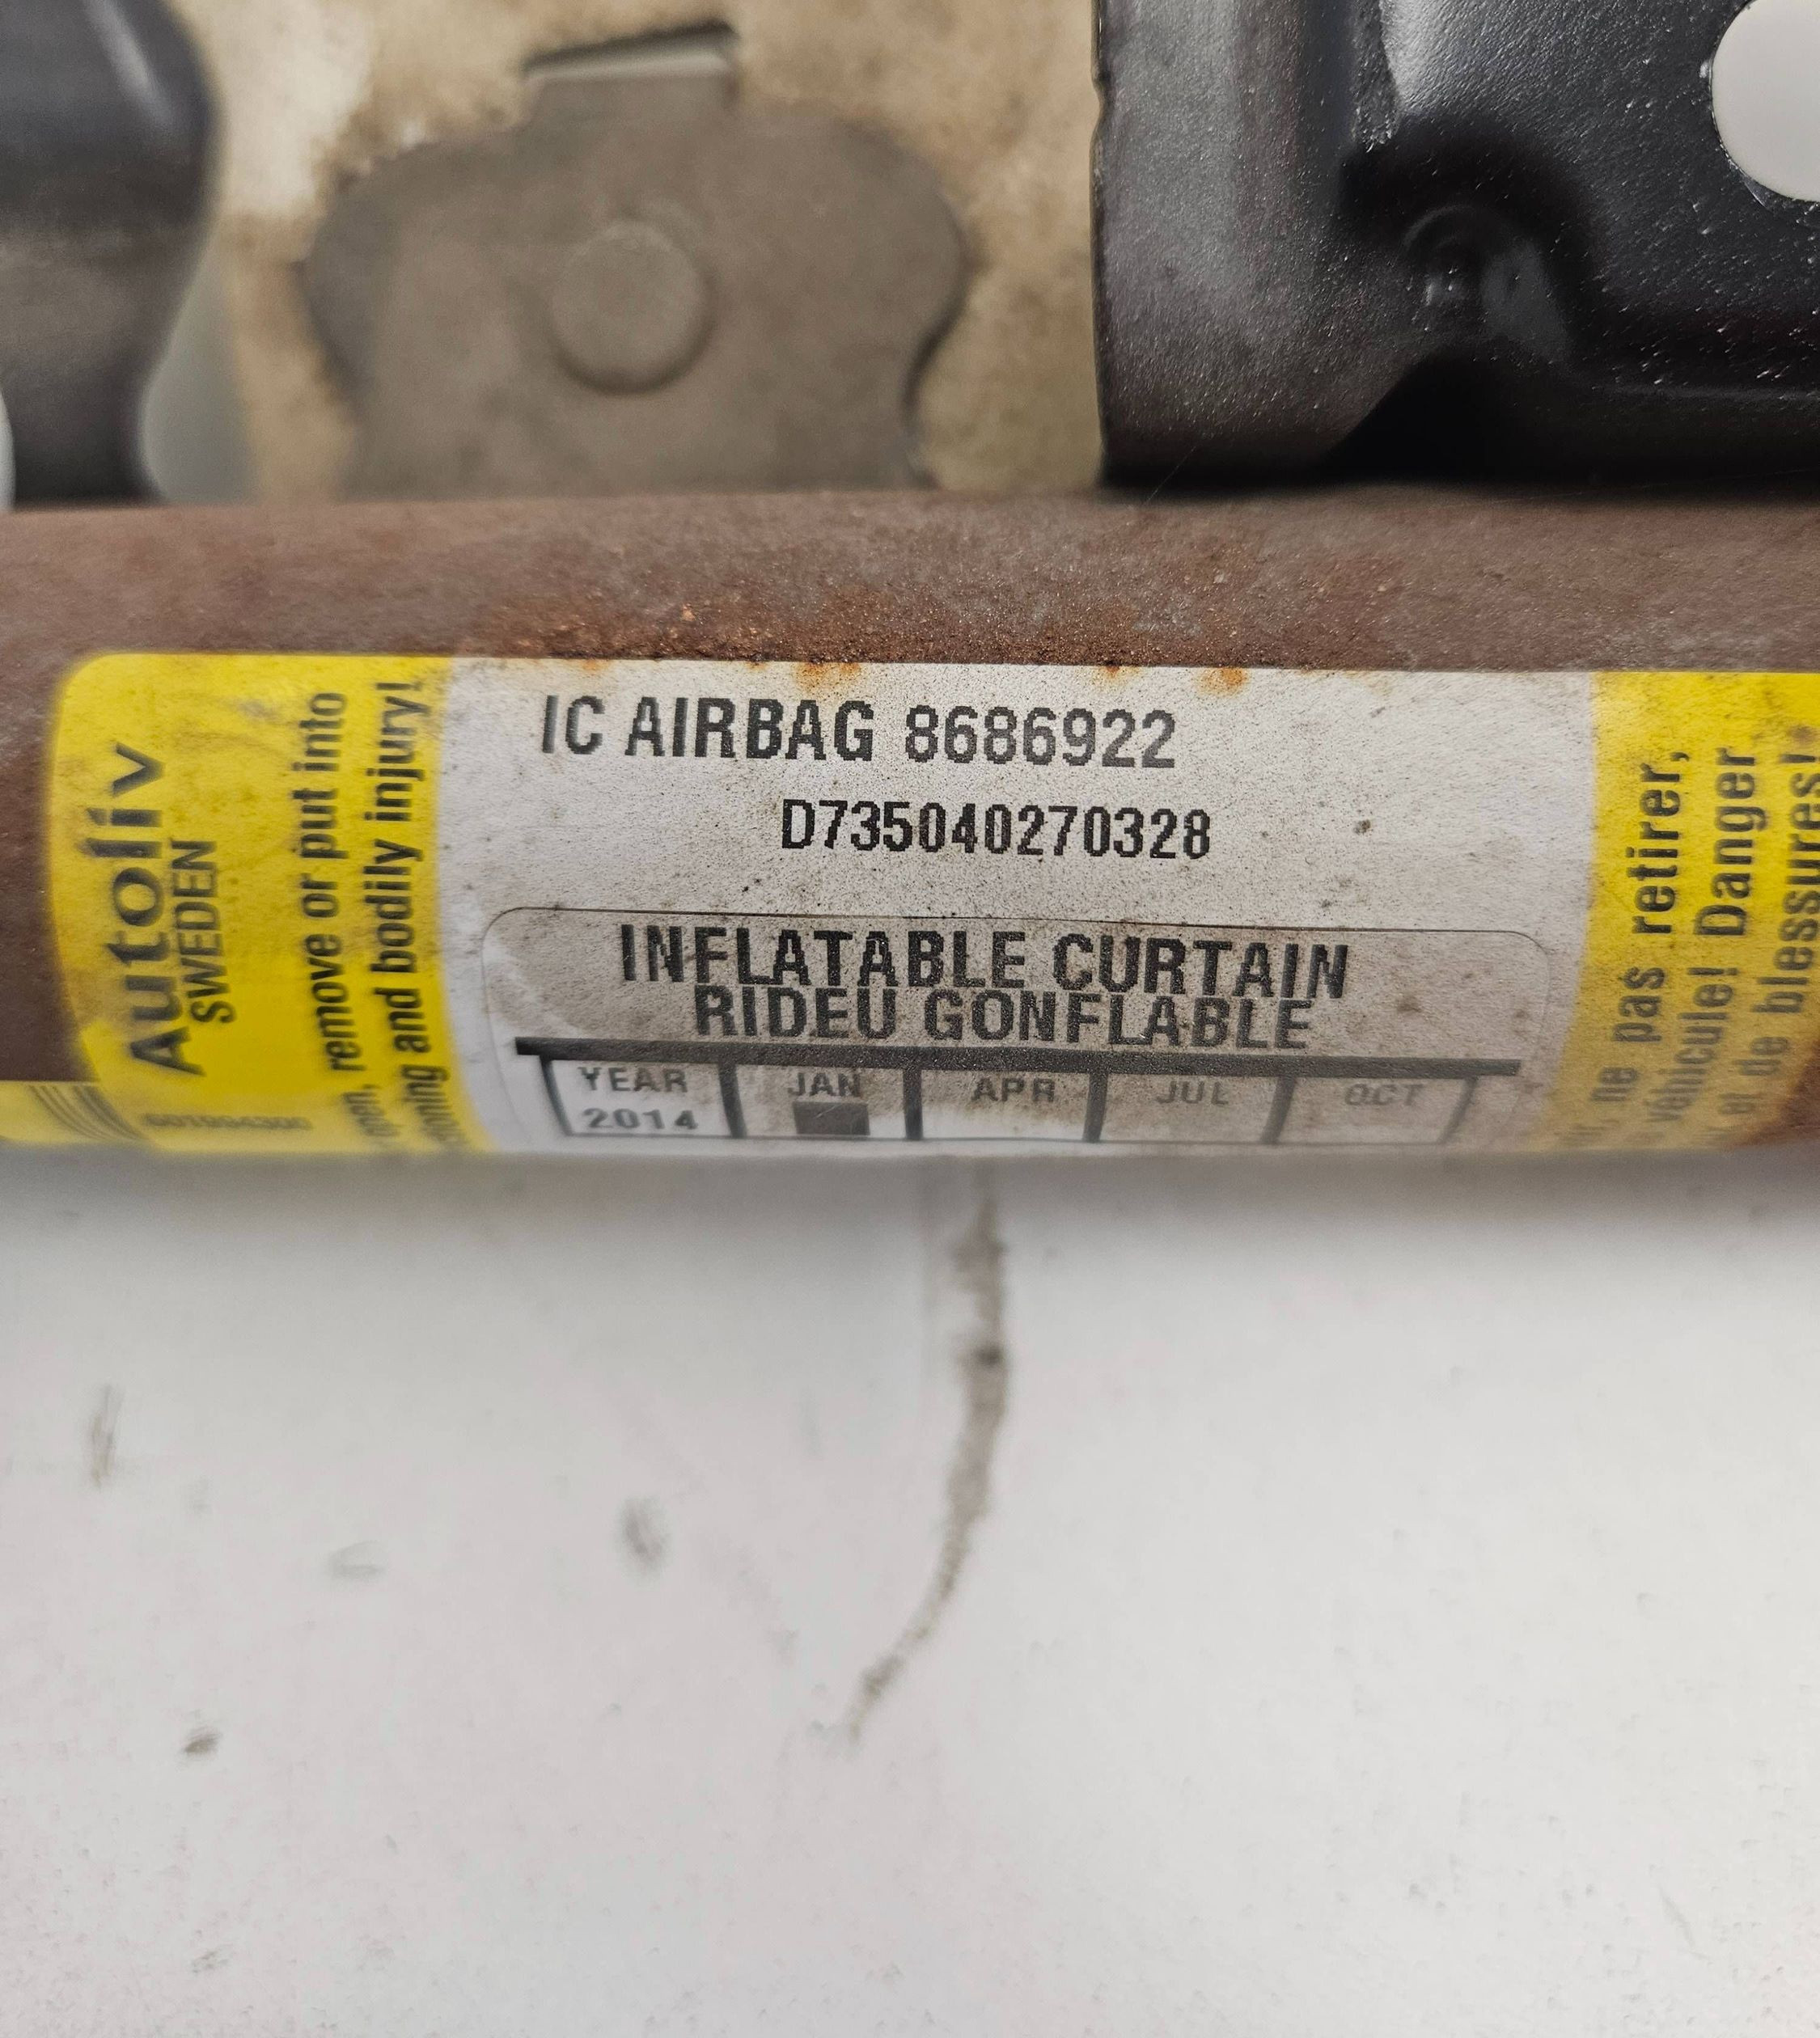 Autoliv
SWEDEN
remove or put into
and bodily injury!
IC AIRBAG 8686922
D735040270328
INFLATABLE CURTAIN
RIDEU GONFLABLE
YEAR JAN APR JUL OCT
2014
ne pas retirer,
véhicule! Danger
et de blessures!